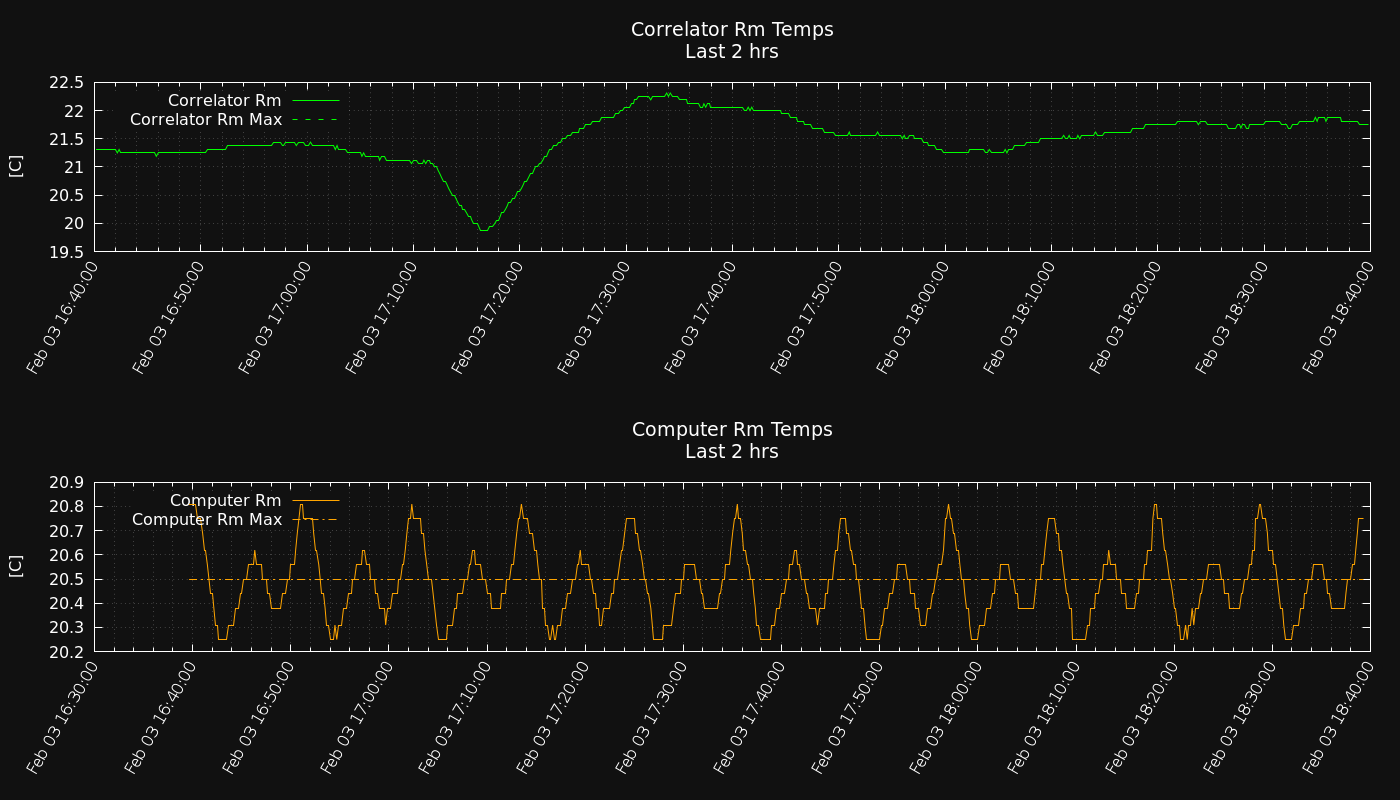 Correlator Rm Temps
Last 2 hrs
22.5
22
21.5
21
20.5
20
19.5
[C]
Correlator Rm
Correlator Rm Max
Feb 03 16:40:00
Feb 03 16:50:00
Feb 03 17:00:00
Feb 03 17:10:00
Feb 03 17:20:00
Feb 03 17:30:00
Feb 03 17:40:00
Feb 03 17:50:00
Feb 03 18:00:00
Feb 03 18:10:00
Feb 03 18:20:00
Feb 03 18:30:00
Feb 03 18:40:00
Computer Rm Temps
Last 2 hrs
20.9
20.8
20.7
20.6
20.5
20.4
20.3
20.2
[C]
Computer Rm
Computer Rm Max
Feb 03 16:30:00
Feb 03 16:40:00
Feb 03 16:50:00
Feb 03 17:00:00
Feb 03 17:10:00
Feb 03 17:20:00
Feb 03 17:30:00
Feb 03 17:40:00
Feb 03 17:50:00
Feb 03 18:00:00
Feb 03 18:10:00
Feb 03 18:20:00
Feb 03 18:30:00
Feb 03 18:40:00